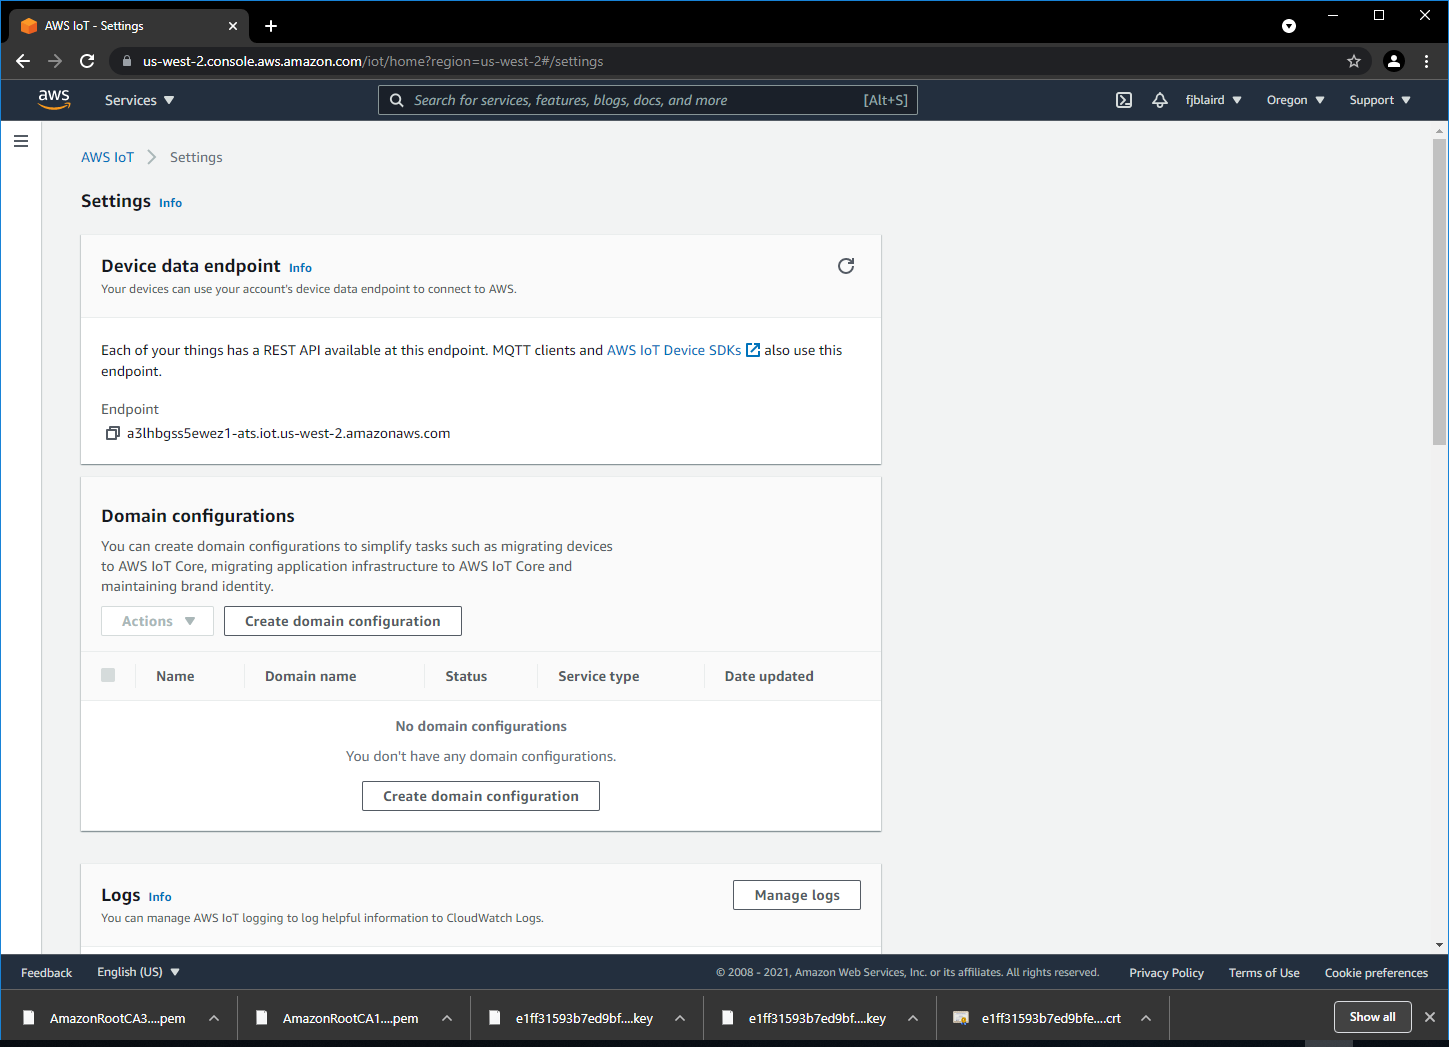 AWS IoT - Settings
us-west-2.console.aws.amazon.com/iot/home?region=us-west-2#/settings
aws Services Search for services, features, blogs, docs, and more [Alt+S] fjblaird Oregon Support
AWS IoT Settings
Settings Info
Device data endpoint Info
Your devices can use your account's device data endpoint to connect to AWS.
Each of your things has a REST API available at this endpoint. MQTT clients and AWS IoT Device SDKs also use this
endpoint.
Endpoint
a3lhbgss5ewez1-ats.iot.us-west-2.amazonaws.com
Domain configurations
You can create domain configurations to simplify tasks such as migrating devices
to AWS IoT Core, migrating application infrastructure to AWS IoT Core and
maintaining brand identity.
Actions Create domain configuration
Name Domain name Status Service type Date updated
No domain configurations
You don't have any domain configurations.
Create domain configuration
Logs Info Manage logs
You can manage AWS IoT logging to log helpful information to CloudWatch Logs.
Feedback English (US) © 2008 - 2021, Amazon Web Services, Inc. or its affiliates. All rights reserved. Privacy Policy Terms of Use Cookie preferences
AmazonRootCA3....pem AmazonRootCA1....pem e1ff31593b7ed9bf....key e1ff31593b7ed9bf....key e1ff31593b7ed9bfe....crt Show all